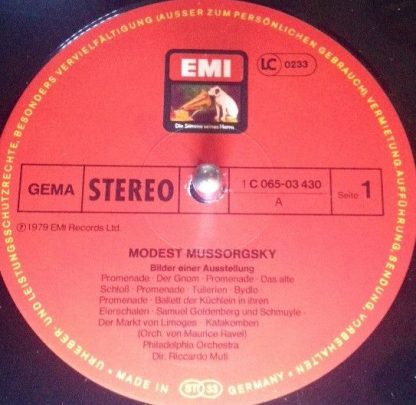 URHEBER- UND LEISTUNGSSCHUTZRECHTE, BESONDERS VERVIELFÄLTIGUNG (AUSSER ZUM PERSÖNLICHEN GEBRAUCH), VERMIETUNG, AUFFÜHRUNG, SENDUNG, VORBEHALTEN
EMI
LC 0233
Die Stimme seines Herrn
GEMA STEREO 1 C 065-03 430 Seite 1
A
℗ 1979 EMI Records Ltd.
MODEST MUSSORGSKY
Bilder einer Ausstellung
Promenade · Der Gnom · Promenade · Das alte
Schloß · Promenade · Tuilerien · Bydlo
Promenade · Ballett der Küchlein in ihren
Eierschalen · Samuel Goldenberg und Schmuyle ·
Der Markt von Limoges · Katakomben
(Orch. von Maurice Ravel)
Philadelphia Orchestra
Dir. Riccardo Muti
MADE IN ST 33 GERMANY